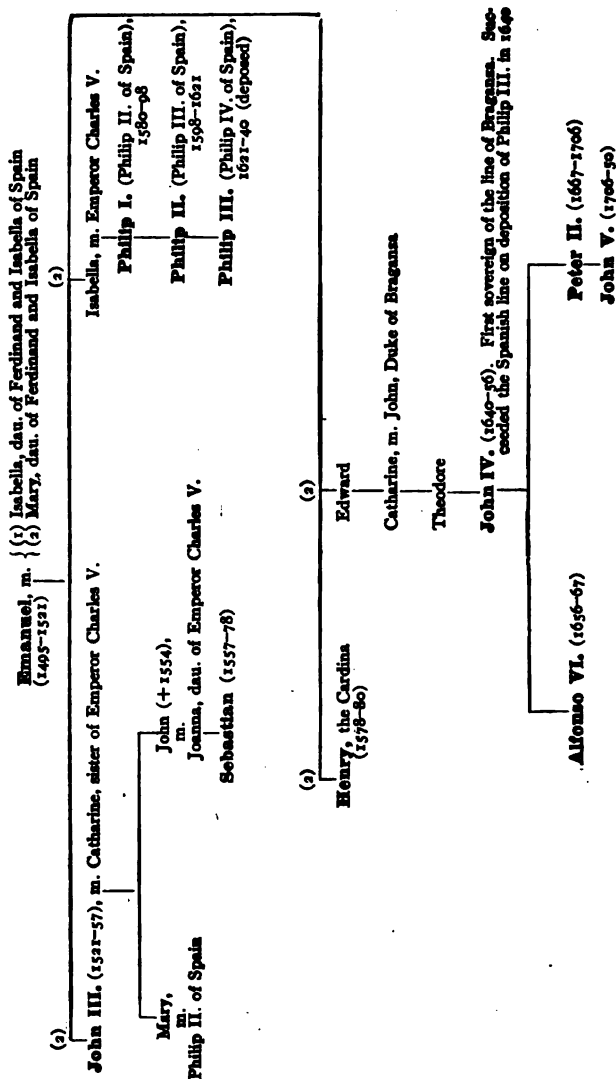 Emanuel, m. {(1) Isabella, dau. of Ferdinand and Isabella of Spain
(1495-1521) {(2) Mary, dau. of Ferdinand and Isabella of Spain
(2)
John III. (1521-57), m. Catharine, sister of Emperor Charles V.
Mary,
m.
Philip II. of Spain
John (+1554),
m.
Joanna, dau. of Emperor Charles V.
Sebastian (1557-78)
(2)
Isabella, m. Emperor Charles V.
Philip I. (Philip II. of Spain),
1580-98
Philip II. (Philip III. of Spain),
1598-1621
Philip III. (Philip IV. of Spain),
1621-40 (deposed)
(2)
Henry, the Cardina
(1578-80)
(2)
Edward
Catharine, m. John, Duke of Bragansa
Theodore
John IV. (1640-56). First sovereign of the line of Braganza. Suc-
ceeded the Spanish line on deposition of Philip III. in 1640
Alfonso VI. (1656-67)
Peter II. (1667-1706)
John V. (1706-50)